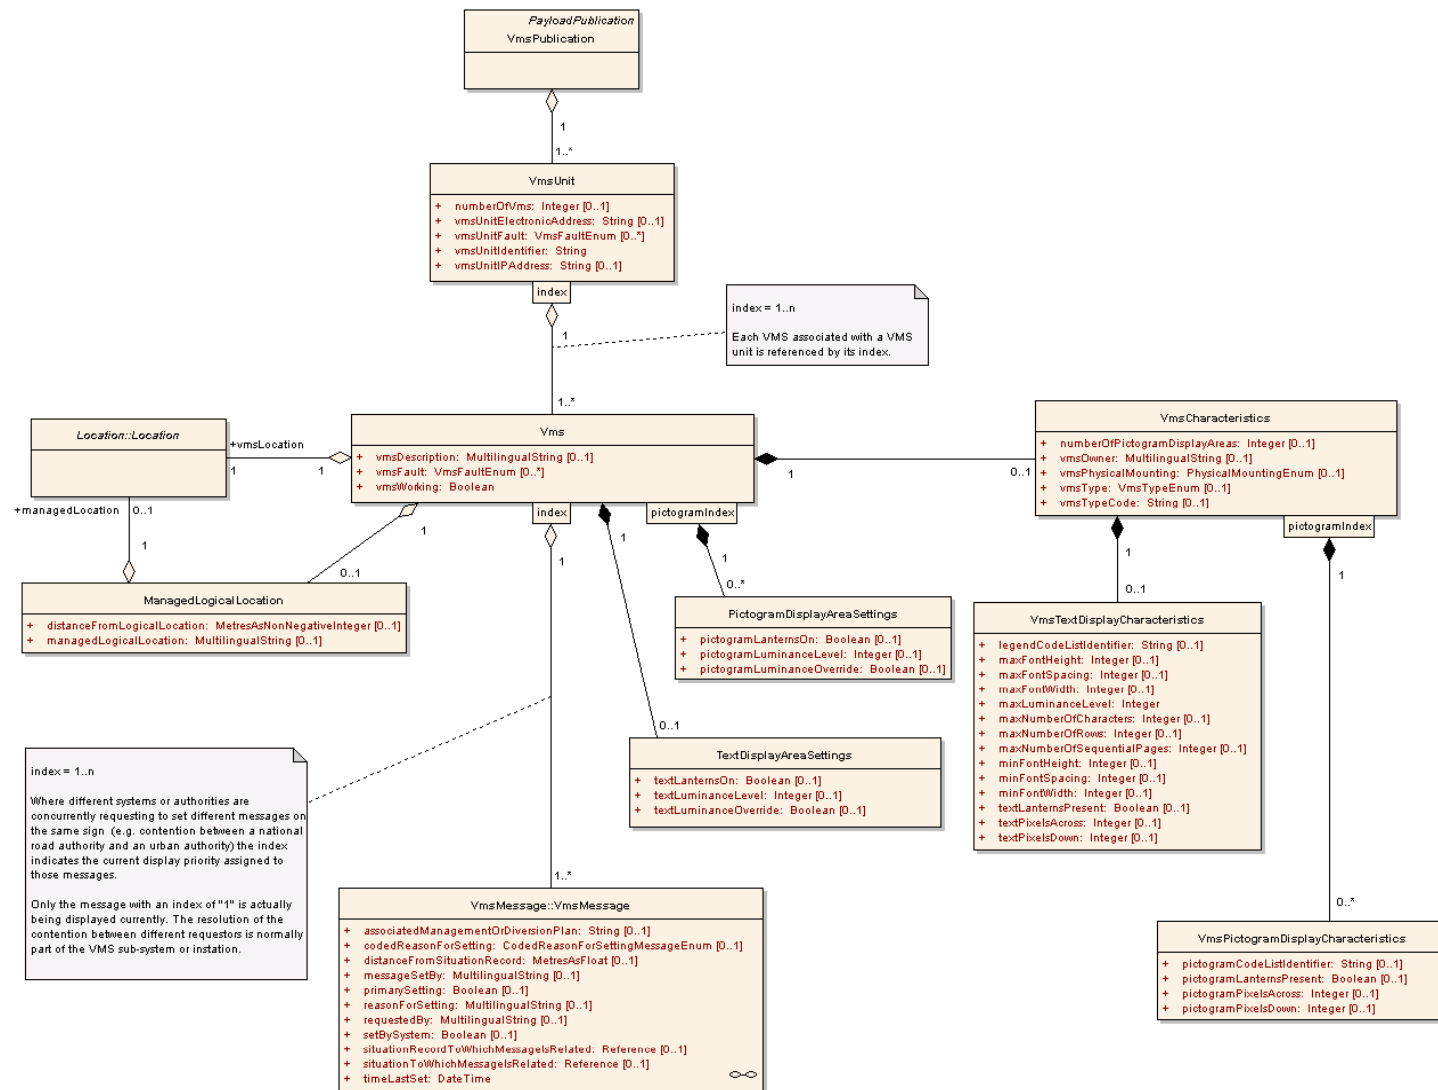 PayloadPublication
VmsPublication
1
1..*
VmsUnit
+ numberOfVms: Integer [0..1]
+ vmsUnitElectronicAddress: String [0..1]
+ vmsUnitFault: VmsFaultEnum [0..*]
+ vmsUnitIdentifier: String
+ vmsUnitIPAddress: String [0..1]
index
1
index = 1..n
Each VMS associated with a VMS
unit is referenced by its index.
1..*
Location::Location
+vmsLocation
1
1
Vms
+ vmsDescription: MultilingualString [0..1]
+ vmsFault: VmsFaultEnum [0..*]
+ vmsWorking: Boolean
index
pictogramIndex
1
0..1
VmsCharacteristics
+ numberOfPictogramDisplayAreas: Integer [0..1]
+ vmsOwner: MultilingualString [0..1]
+ vmsPhysicalMounting: PhysicalMountingEnum [0..1]
+ vmsType: VmsTypeEnum [0..1]
+ vmsTypeCode: String [0..1]
pictogramIndex
+managedLocation
0..1
1
1
0..1
1
1
1
0..*
1
0..1
1
ManagedLogicalLocation
+ distanceFromLogicalLocation: MetresAsNonNegativeInteger [0..1]
+ managedLogicalLocation: MultilingualString [0..1]
PictogramDisplayAreaSettings
+ pictogramLanternsOn: Boolean [0..1]
+ pictogramLuminanceLevel: Integer [0..1]
+ pictogramLuminanceOverride: Boolean [0..1]
VmsTextDisplayCharacteristics
+ legendCodeListIdentifier: String [0..1]
+ maxFontHeight: Integer [0..1]
+ maxFontSpacing: Integer [0..1]
+ maxFontWidth: Integer [0..1]
+ maxLuminanceLevel: Integer
+ maxNumberOfCharacters: Integer [0..1]
+ maxNumberOfRows: Integer [0..1]
+ maxNumberOfSequentialPages: Integer [0..1]
+ minFontHeight: Integer [0..1]
+ minFontSpacing: Integer [0..1]
+ minFontWidth: Integer [0..1]
+ textLanternsPresent: Boolean [0..1]
+ textPixelsAcross: Integer [0..1]
+ textPixelsDown: Integer [0..1]
0..1
TextDisplayAreaSettings
+ textLanternsOn: Boolean [0..1]
+ textLuminanceLevel: Integer [0..1]
+ textLuminanceOverride: Boolean [0..1]
index = 1..n
Where different systems or authorities are
concurrently requesting to set different messages on
the same sign (e.g. contention between a national
road authority and an urban authority) the index
indicates the current display priority assigned to
those messages.
Only the message with an index of "1" is actually
being displayed currently. The resolution of the
contention between different requestors is normally
part of the VMS sub-system or instation.
1..*
VmsMessage::VmsMessage
+ associatedManagementOrDiversionPlan: String [0..1]
+ codedReasonForSetting: CodedReasonForSettingMessageEnum [0..1]
+ distanceFromSituationRecord: MetresAsFloat [0..1]
+ messageSetBy: MultilingualString [0..1]
+ primarySetting: Boolean [0..1]
+ reasonForSetting: MultilingualString [0..1]
+ requestedBy: MultilingualString [0..1]
+ setBySystem: Boolean [0..1]
+ situationRecordToWhichMessageIsRelated: Reference [0..1]
+ situationToWhichMessageIsRelated: Reference [0..1]
+ timeLastSet: DateTime
0..*
VmsPictogramDisplayCharacteristics
+ pictogramCodeListIdentifier: String [0..1]
+ pictogramLanternsPresent: Boolean [0..1]
+ pictogramPixelsAcross: Integer [0..1]
+ pictogramPixelsDown: Integer [0..1]